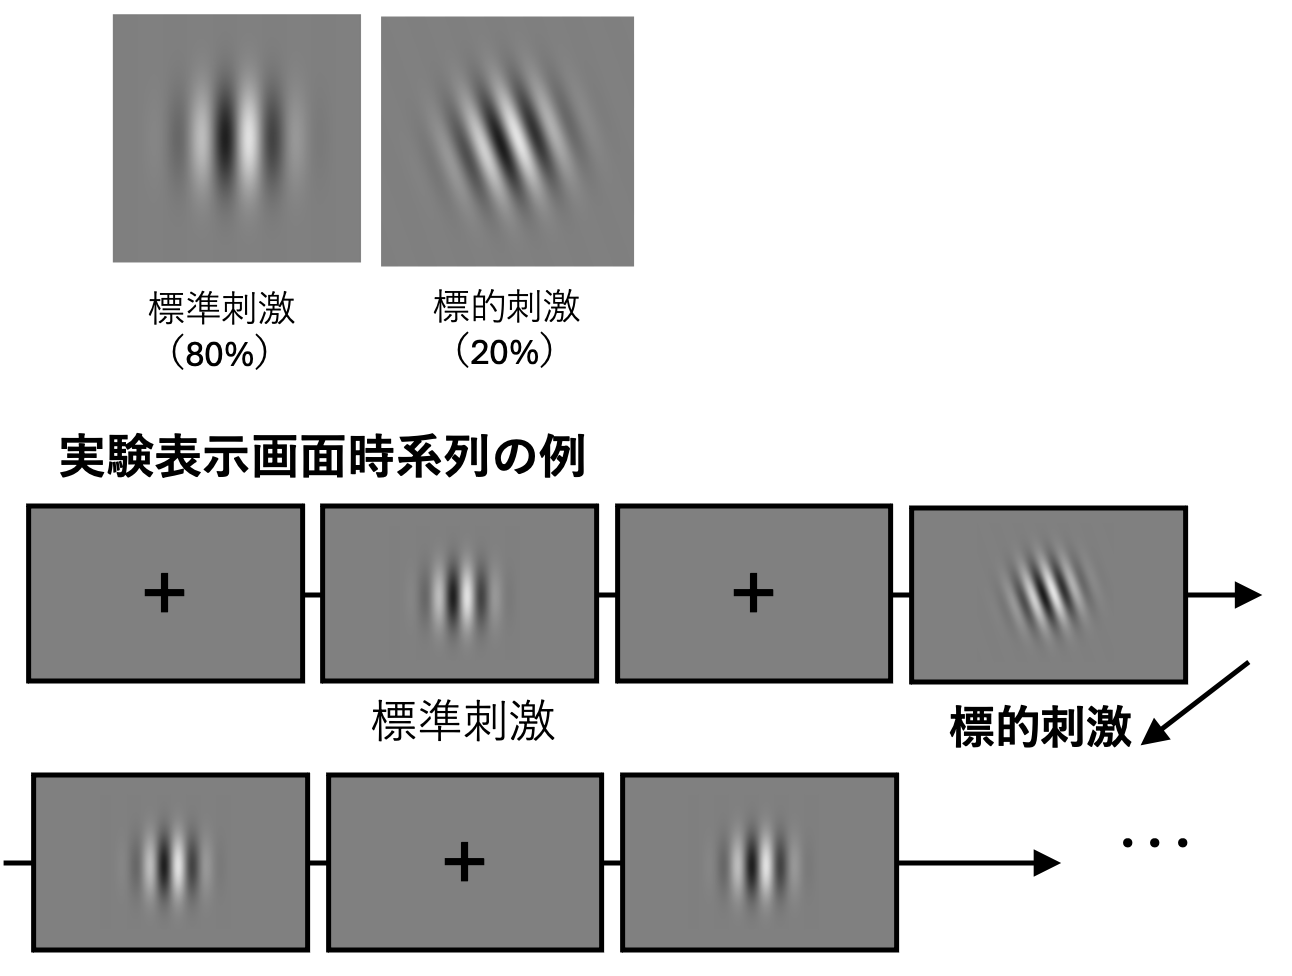 標準刺激
（80%）
標的刺激
（20%）
実験表示画面時系列の例
標準刺激
標的刺激
・・・